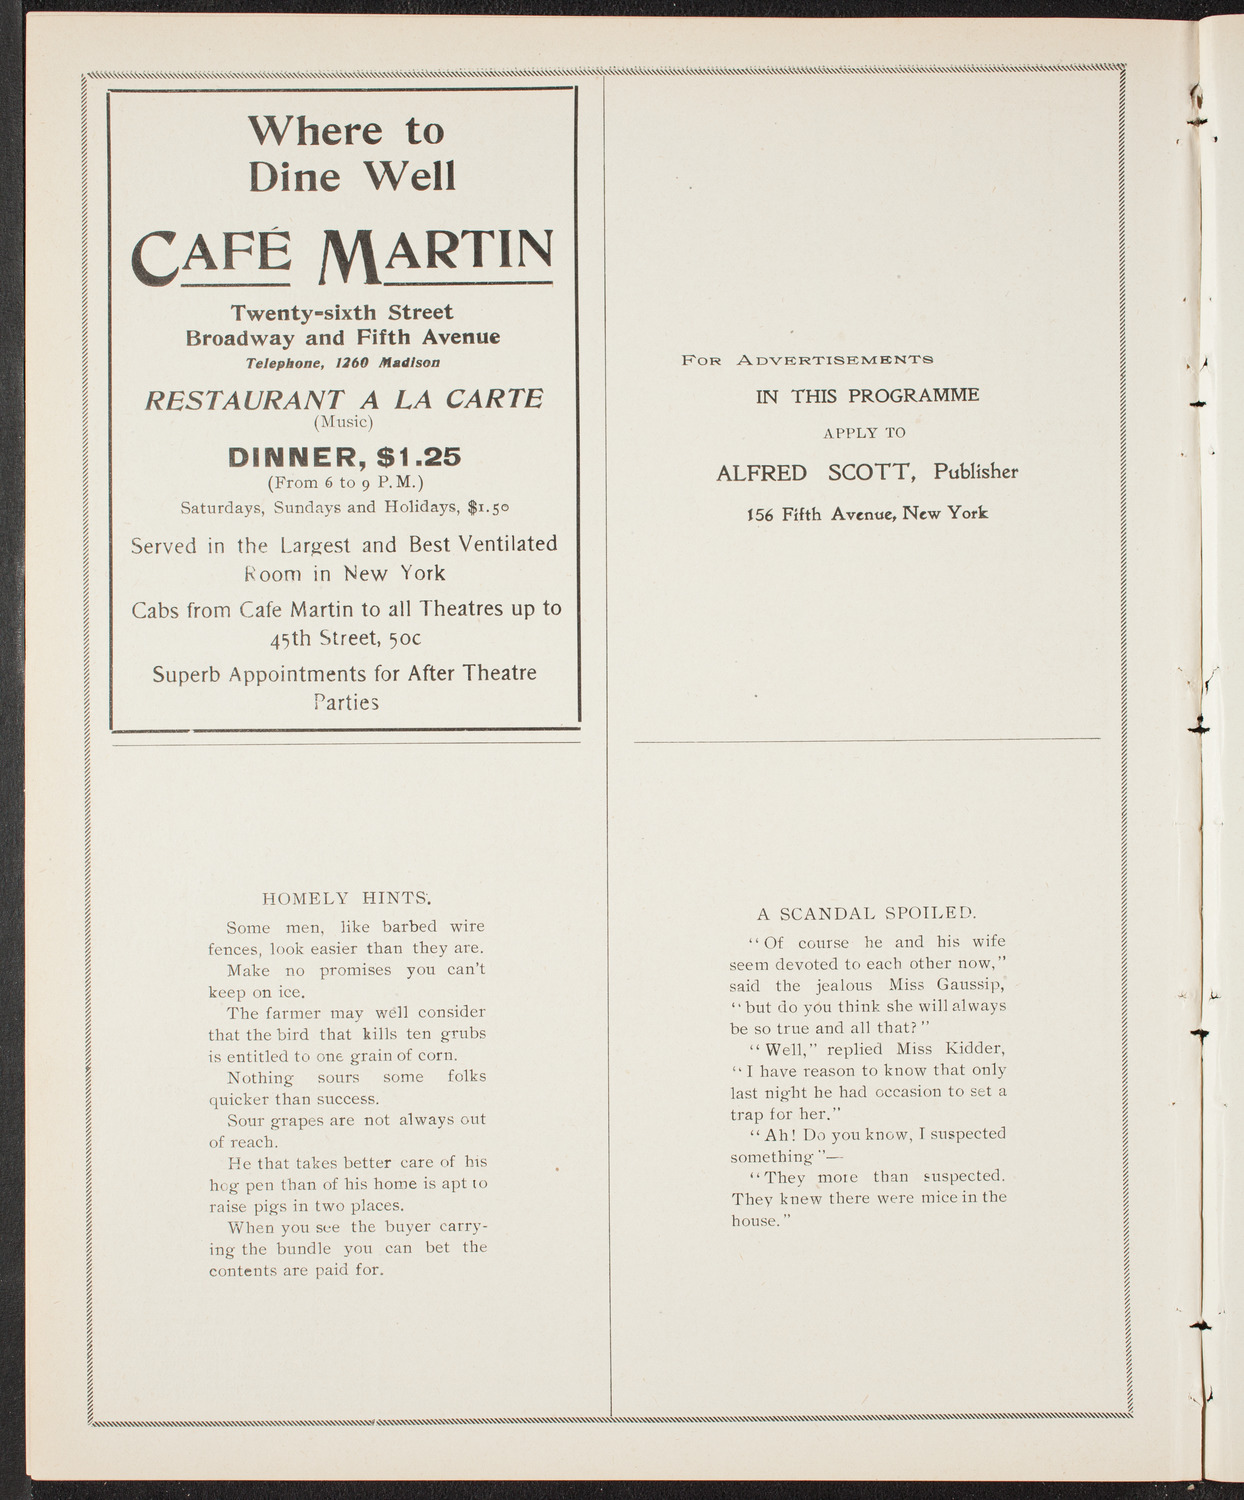 Where to
Dine Well
CAFÉ MARTIN
Twenty-sixth Street
Broadway and Fifth Avenue
Telephone, 1260 Madison
RESTAURANT A LA CARTE
(Music)
DINNER, $1.25
(From 6 to 9 P.M.)
Saturdays, Sundays and Holidays, $1.50
Served in the Largest and Best Ventilated
Room in New York
Cabs from Cafe Martin to all Theatres up to
45th Street, 50c
Superb Appointments for After Theatre
Parties
HOMELY HINTS.
Some men, like barbed wire
fences, look easier than they are.
Make no promises you can't
keep on ice.
The farmer may well consider
that the bird that kills ten grubs
is entitled to one grain of corn.
Nothing sours some folks
quicker than success.
Sour grapes are not always out
of reach.
He that takes better care of his
hog pen than of his home is apt to
raise pigs in two places.
When you see the buyer carry-
ing the bundle you can bet the
contents are paid for.
FOR ADVERTISEMENTS
IN THIS PROGRAMME
APPLY TO
ALFRED SCOTT, Publisher
156 Fifth Avenue, New York
A SCANDAL SPOILED.
"Of course he and his wife
seem devoted to each other now,"
said the jealous Miss Gaussip,
"but do you think she will always
be so true and all that?"
"Well," replied Miss Kidder,
"I have reason to know that only
last night he had occasion to set a
trap for her."
"Ah! Do you know, I suspected
something"—
"They more than suspected.
They knew there were mice in the
house."